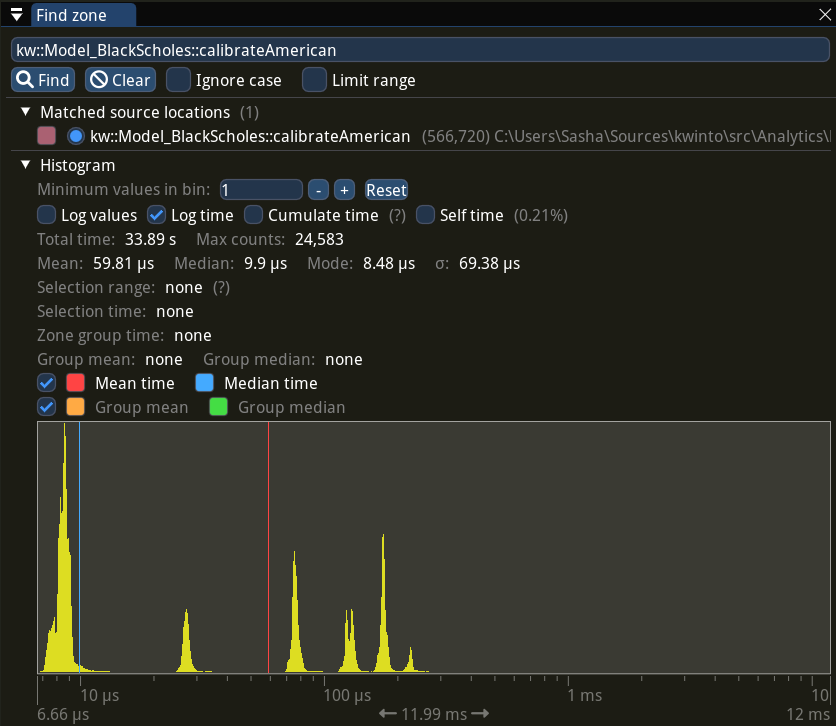 Find zone
kw::Model_BlackScholes::calibrateAmerican
Find Clear Ignore case Limit range
Matched source locations (1)
kw::Model_BlackScholes::calibrateAmerican (566,720) C:\Users\Sasha\Sources\kwinto\src\Analytics\
Histogram
Minimum values in bin: 1 - + Reset
Log values Log time Cumulate time (?) Self time (0.21%)
Total time: 33.89 s Max counts: 24,583
Mean: 59.81 µs Median: 9.9 µs Mode: 8.48 µs σ: 69.38 µs
Selection range: none (?)
Selection time: none
Zone group time: none
Group mean: none Group median: none
Mean time Median time
Group mean Group median
10 µs 100 µs 1 ms 10
6.66 µs 11.99 ms 12 ms